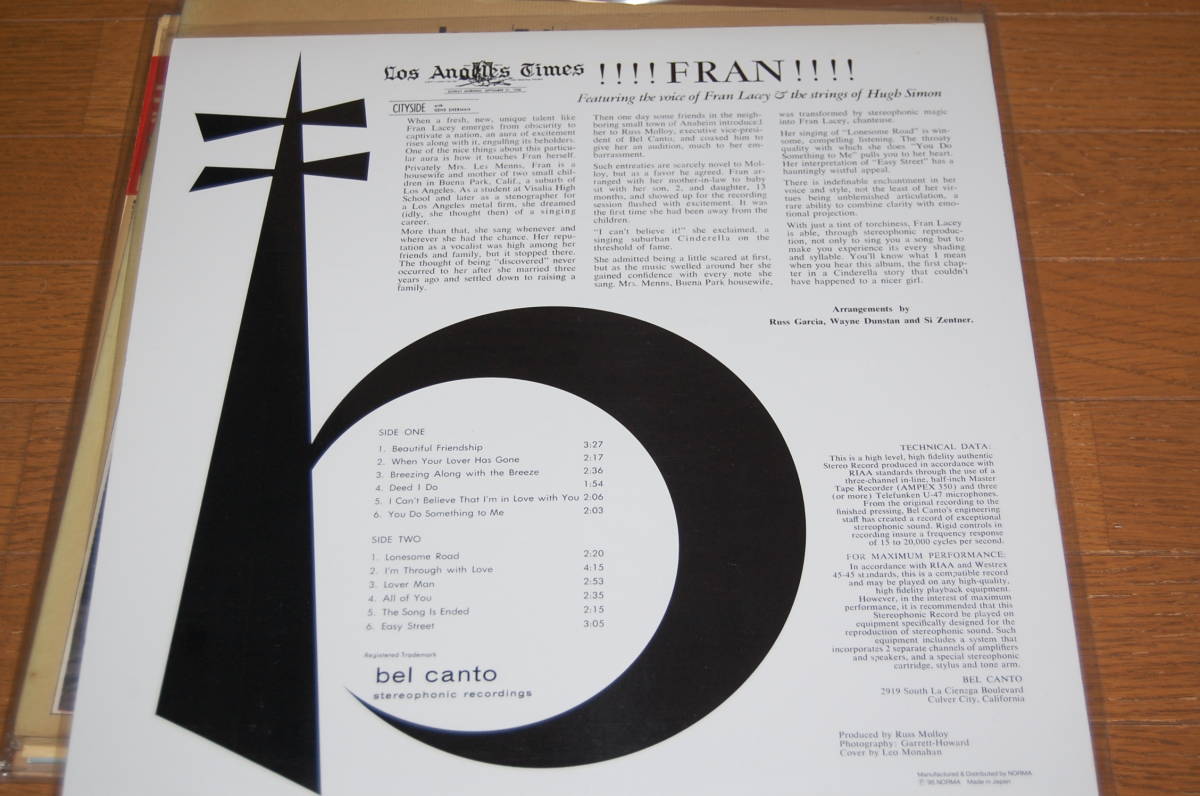 Los Angeles Times
!!!! FRAN !!!!
Featuring the voice of Fran Lacey & the strings of Hugh Simon
CITYSIDE with GENE SHERMAN
When a fresh, new, unique talent like
Fran Lacey emerges from obscurity to
captivate a nation, an aura of excitement
rises along with it, engulfing its beholders.
One of the nice things about this particu-
lar aura is how it touches Fran herself.
Privately Mrs. Les Menns, Fran is a
housewife and mother of two small chil-
dren in Buena Park, Calif., a suburb of
Los Angeles. As a student at Visalia High
School and later as a stenographer for
a Los Angeles metal firm, she dreamed
(idly, she thought then) of a singing
career.
More than that, she sang whenever and
wherever she had the chance. Her repu-
tation as a vocalist was high among her
friends and family, but it stopped there.
The thought of being "discovered" never
occurred to her after she married three
years ago and settled down to raising a
family.
Then one day some friends in the neigh-
boring small town of Anaheim introduced
her to Russ Molloy, executive vice-presi-
dent of Bel Canto, and coaxed him to
give her an audition, much to her em-
barrassment.
Such entreaties are scarcely novel to Mol-
loy, but as a favor he agreed. Fran ar-
ranged with her mother-in-law to baby
sit with her son, 2, and daughter, 13
months, and showed up for the recording
session flushed with excitement. It was
the first time she had been away from the
children.
"I can't believe it!" she exclaimed, a
singing suburban Cinderella on the
threshold of fame.
She admitted being a little scared at first,
but as the music swelled around her she
gained confidence with every note she
sang. Mrs. Menns, Buena Park housewife,
was transformed by stereophonic magic
into Fran Lacey, chanteuse.
Her singing of "Lonesome Road" is win-
some, compelling listening. The throaty
quality with which she does "You Do
Something to Me" pulls you to her heart.
Her interpretation of "Easy Street" has a
hauntingly wistful appeal.
There is indefinable enchantment in her
voice and style, not the least of her vir-
tues being unblemished articulation, a
rare ability to combine clarity with emo-
tional projection.
With just a tint of torchiness, Fran Lacey
is able, through stereophonic reproduc-
tion, not only to sing you a song but to
make you experience its every shading
and syllable. You'll know what I mean
when you hear this album, the first chap-
ter in a Cinderella story that couldn't
have happened to a nicer girl.
Arrangements by
Russ Garcia, Wayne Dunstan and Si Zentner.
SIDE ONE
1. Beautiful Friendship 3:27
2. When Your Lover Has Gone 2:17
3. Breezing Along with the Breeze 2:36
4. Deed I Do 1:54
5. I Can't Believe That I'm in Love with You 2:06
6. You Do Something to Me 2:03
SIDE TWO
1. Lonesome Road 2:20
2. I'm Through with Love 4:15
3. Lover Man 2:53
4. All of You 2:35
5. The Song Is Ended 2:15
6. Easy Street 3:05
Registered Trademark
bel canto
stereophonic recordings
TECHNICAL DATA:
This is a high level, high fidelity authentic
Stereo Record produced in accordance with
RIAA standards through the use of a
three-channel in-line, half-inch Master
Tape Recorder (AMPEX 350) and three
(or more) Telefunken U-47 microphones.
From the original recording to the
finished pressing, Bel Canto's engineering
staff has created a record of exceptional
stereophonic sound. Rigid controls in
recording insure a frequency response
of 15 to 20,000 cycles per second.
FOR MAXIMUM PERFORMANCE:
In accordance with RIAA and Westrex
45-45 standards, this is a compatible record
and may be played on any high-quality,
high fidelity playback equipment.
However, in the interest of maximum
performance, it is recommended that this
Stereophonic Record be played on
equipment specifically designed for the
reproduction of stereophonic sound. Such
equipment includes a system that
incorporates 2 separate channels of amplifiers
and speakers, and a special stereophonic
cartridge, stylus and tone arm.
BEL CANTO
2919 South La Cienzga Boulevard
Culver City, California
Produced by Russ Molloy
Photography: Garrett-Howard
Cover by Leo Monahan
Manufactured & Distributed by NORMA
Ⓟ '96 NORMA Made in Japan